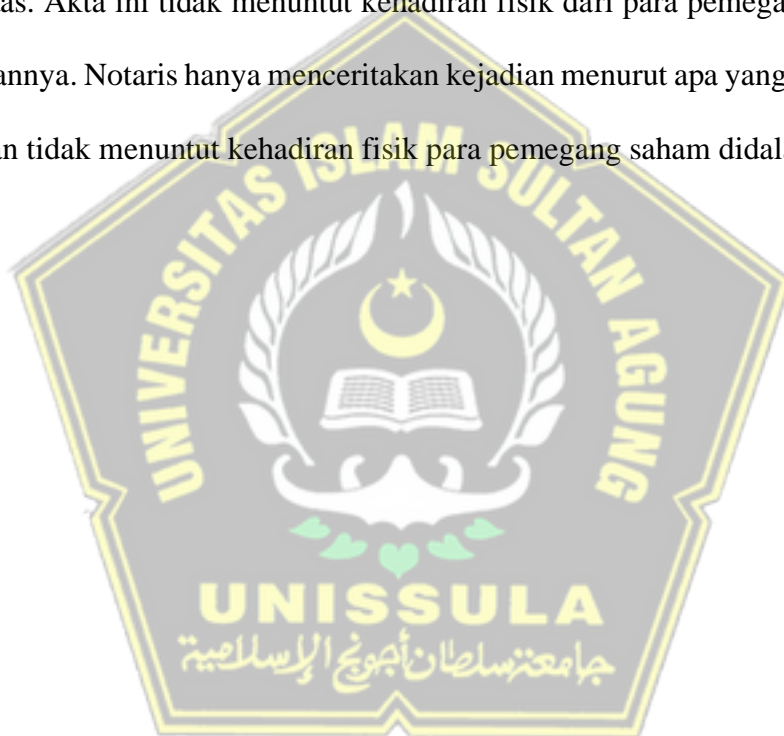 as. Akta ini tidak menuntut kehadiran fisik dari para pemega
annya. Notaris hanya menceritakan kejadian menurut apa yang
an tidak menuntut kehadiran fisik para pemegang saham didal
UNIVERSITAS ISLAM SULTAN AGUNG
UNISSULA
جامعة سلطان أجونج الإسلامية